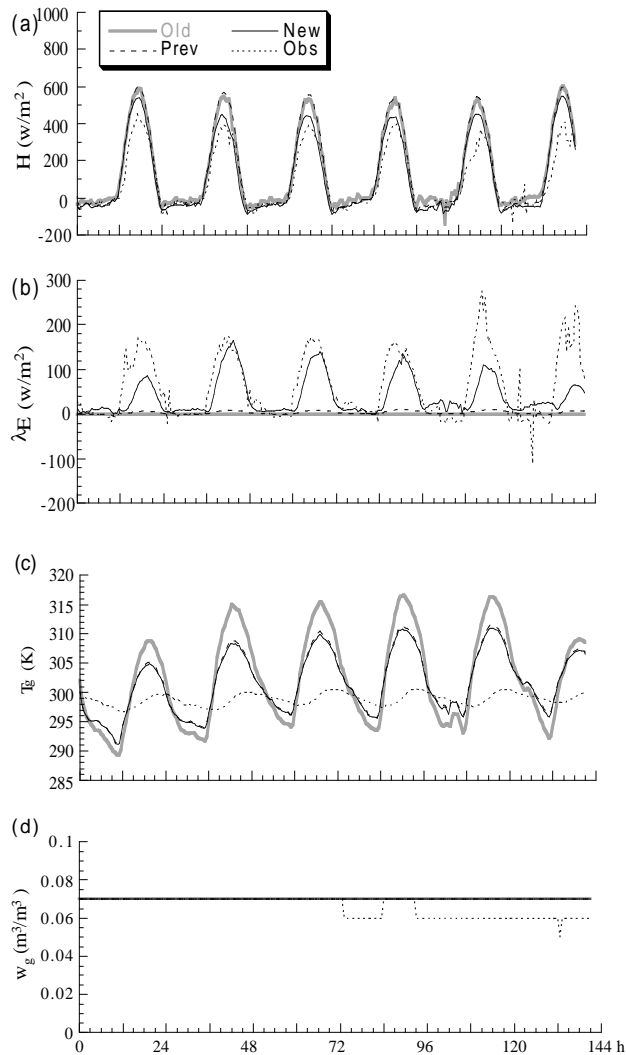 (a)
Old New
Prev Obs
1000
800
600
400
200
0
-200
H (w/m²)
(b)
300
200
100
0
-100
-200
λE (w/m²)
(c)
320
315
310
305
300
295
290
285
Tg (K)
(d)
0.1
0.08
0.06
0.04
0.02
0
wg (m³/m³)
0 24 48 72 96 120 144 h